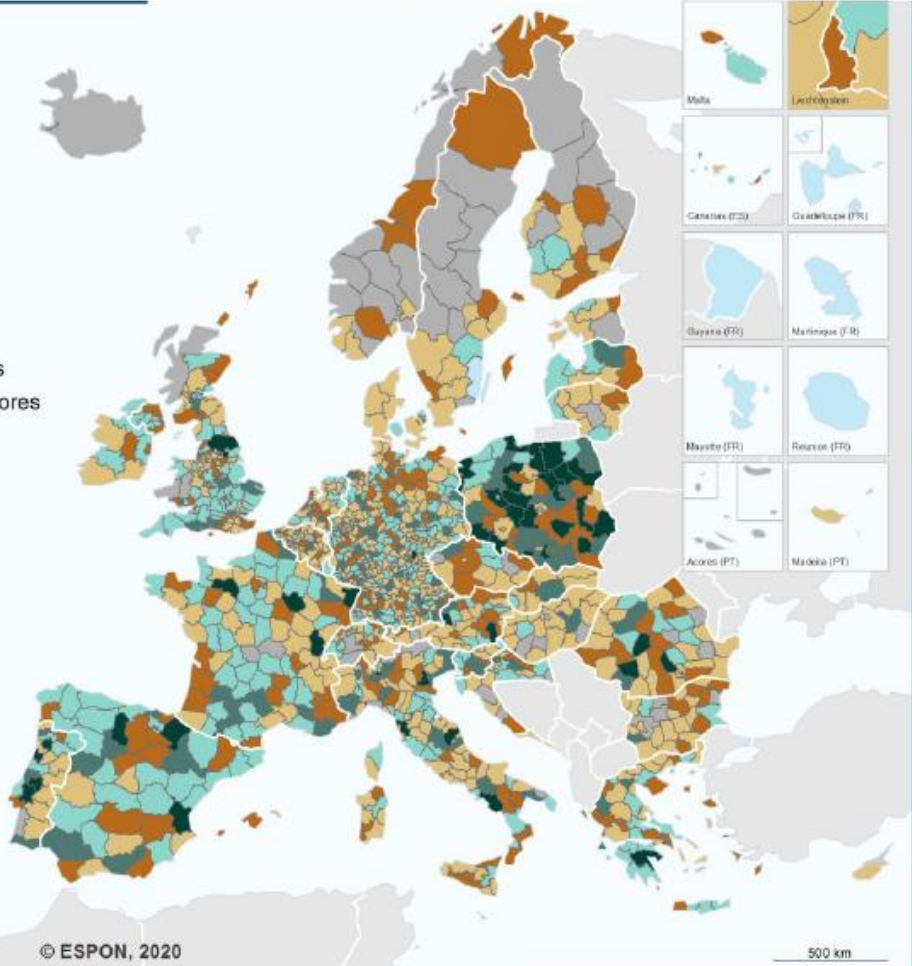 s
ores
Malta
Liechtenstein
Canarias (ES)
Guadeloupe (FR)
Guyane (FR)
Martinique (FR)
Mayotte (FR)
Reunion (FR)
Acores (PT)
Madeira (PT)
© ESPON, 2020
500 km